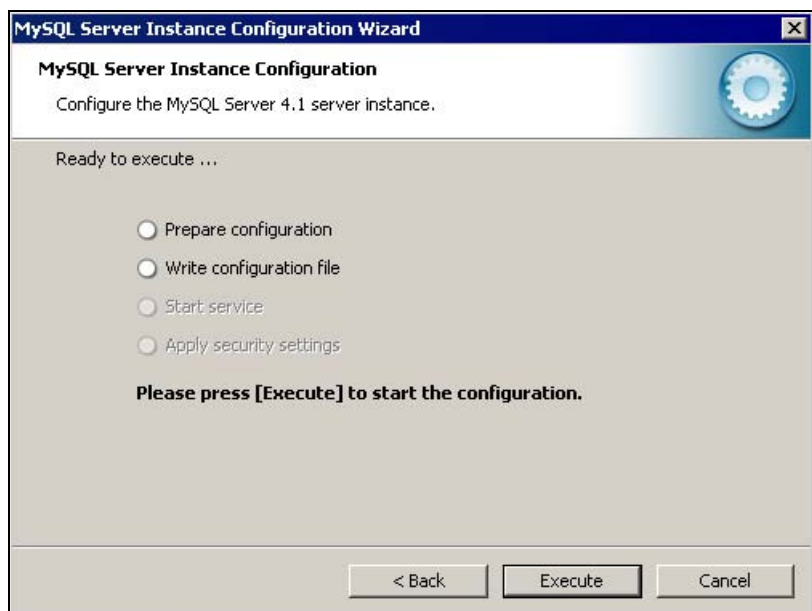 MySQL Server Instance Configuration Wizard
MySQL Server Instance Configuration
Configure the MySQL Server 4.1 server instance.
Ready to execute ...
Prepare configuration
Write configuration file
Start service
Apply security settings
Please press [Execute] to start the configuration.
< Back Execute Cancel